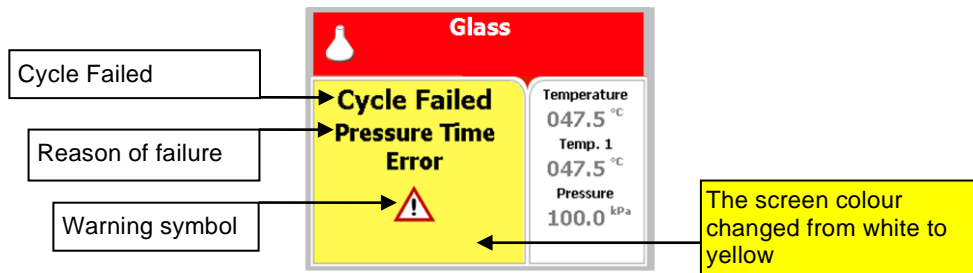 Glass
Cycle Failed
Cycle Failed
Pressure Time
Error
Reason of failure
Warning symbol
Temperature
047.5 °C
Temp. 1
047.5 °C
Pressure
100.0 kPa
The screen colour
changed from white to
yellow